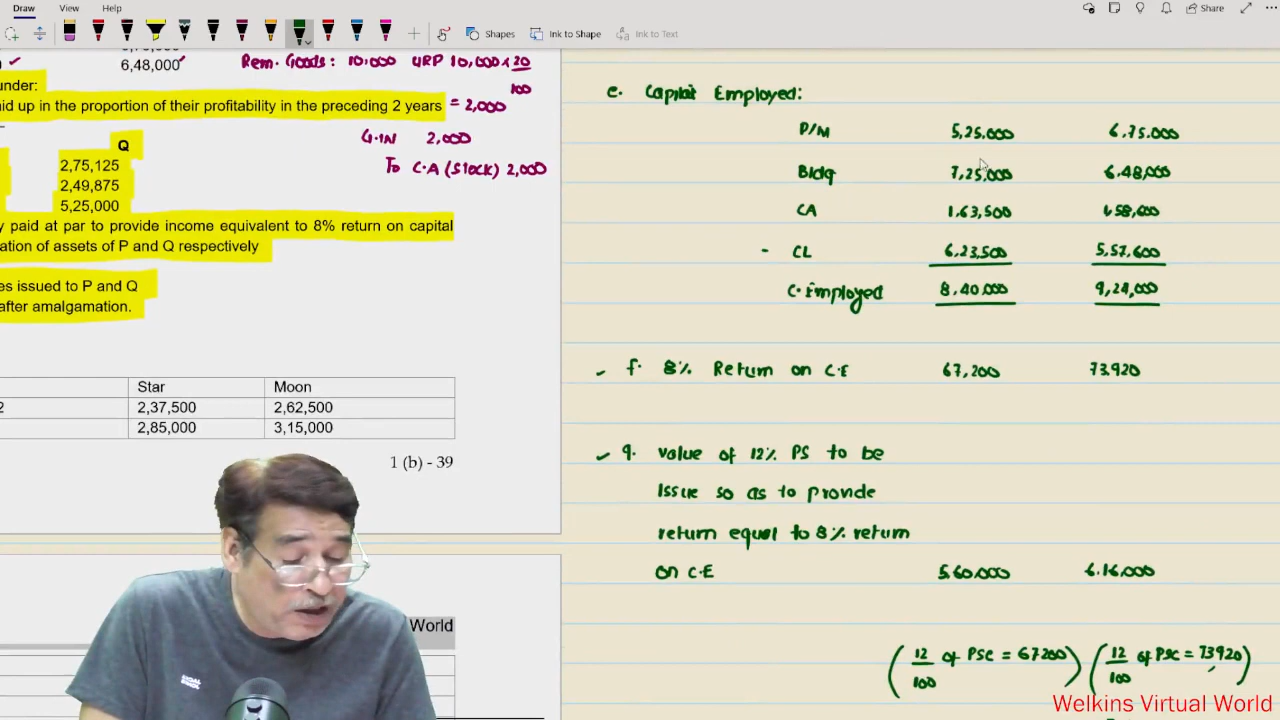 Draw View Help
Share
Shapes Ink to Shape Ink to Text
6,48,000
Rem. Goods: 10,000 URP 10,000 x 20
100
under:
id up in the proportion of their profitability in the preceding 2 years = 2,000
G.IN 2,000
To C.A (Stock) 2,000
Q
2,75,125
2,49,875
5,25,000
y paid at par to provide income equivalent to 8% return on capital
ation of assets of P and Q respectively
es issued to P and Q
after amalgamation.
Star Moon
2 2,37,500 2,62,500
2,85,000 3,15,000
1 (b) - 39
World
e. Capital Employed:
P/M 5,25,000 6,75,000
Bldg 7,25,000 6,48,000
CA 1,63,500 1,58,600
- CL 6,23,500 5,57,600
C. Employed 8,40,000 9,24,000
f. 8% Return on C.E 67,200 73,920
g. Value of 12% PS to be
Issue so as to provide
return equal to 8% return
on C.E 5,60,000 6,16,000
(12 of PSC = 67200) (12 of PSC = 73920)
100 100
Welkins Virtual World